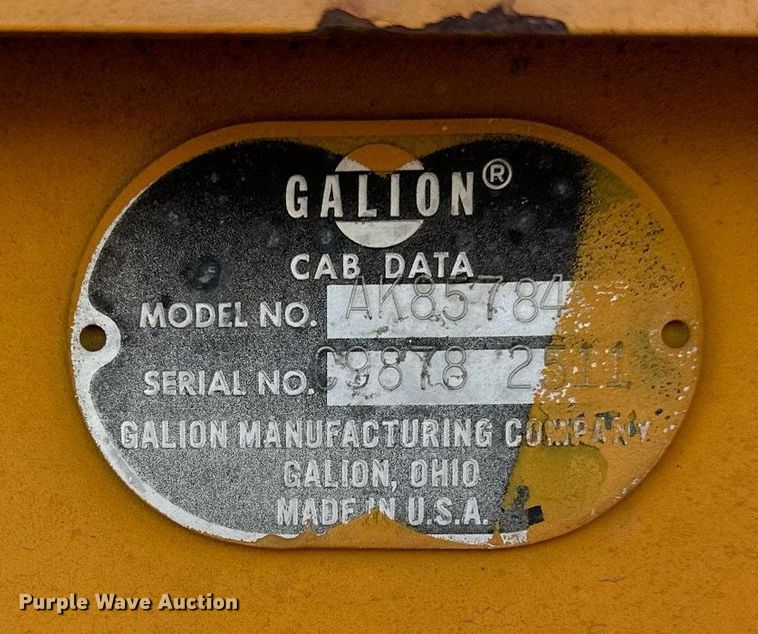 GALION®
CAB DATA
MODEL NO. AK85784
SERIAL NO. C9878 2511
GALION MANUFACTURING COMPANY
GALION, OHIO
MADE IN U.S.A.
Purple Wave Auction